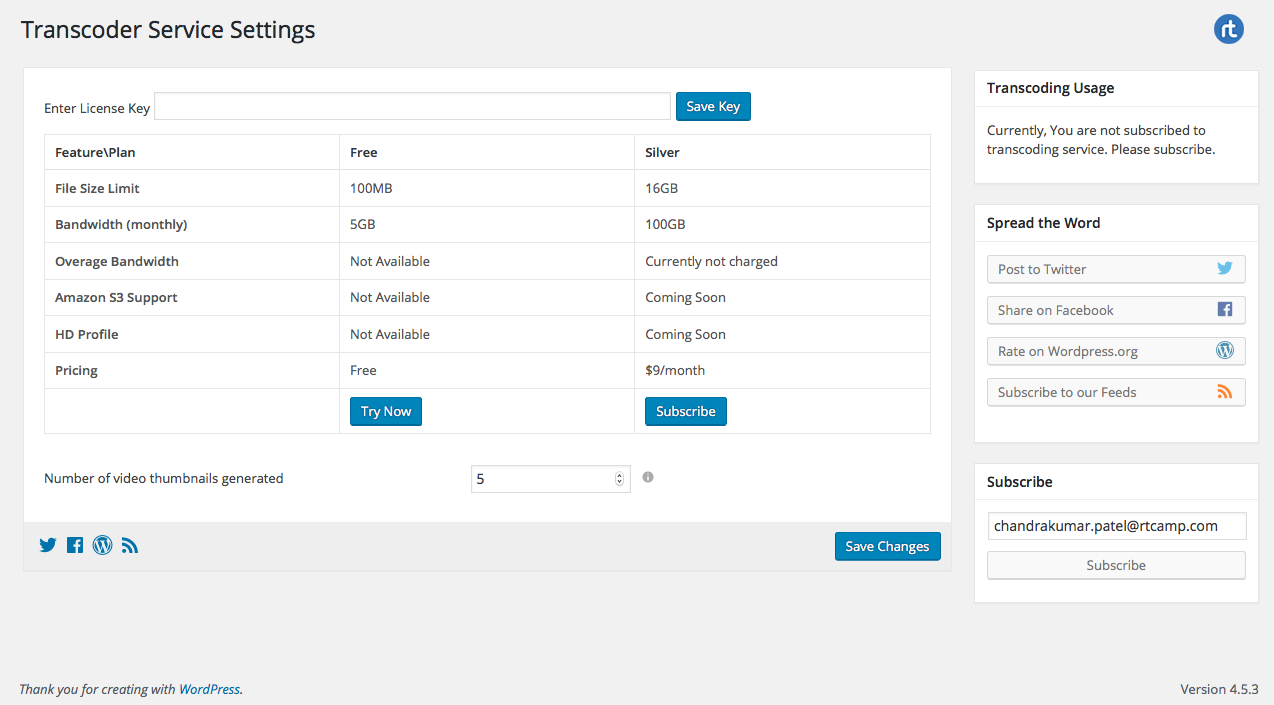 Transcoder Service Settings
rt
Enter License Key Save Key
Feature\Plan Free Silver
File Size Limit 100MB 16GB
Bandwidth (monthly) 5GB 100GB
Overage Bandwidth Not Available Currently not charged
Amazon S3 Support Not Available Coming Soon
HD Profile Not Available Coming Soon
Pricing Free $9/month
Try Now Subscribe
Number of video thumbnails generated 5
Save Changes
Transcoding Usage
Currently, You are not subscribed to
transcoding service. Please subscribe.
Spread the Word
Post to Twitter
Share on Facebook
Rate on Wordpress.org
Subscribe to our Feeds
Subscribe
chandrakumar.patel@rtcamp.com
Subscribe
Thank you for creating with WordPress.
Version 4.5.3